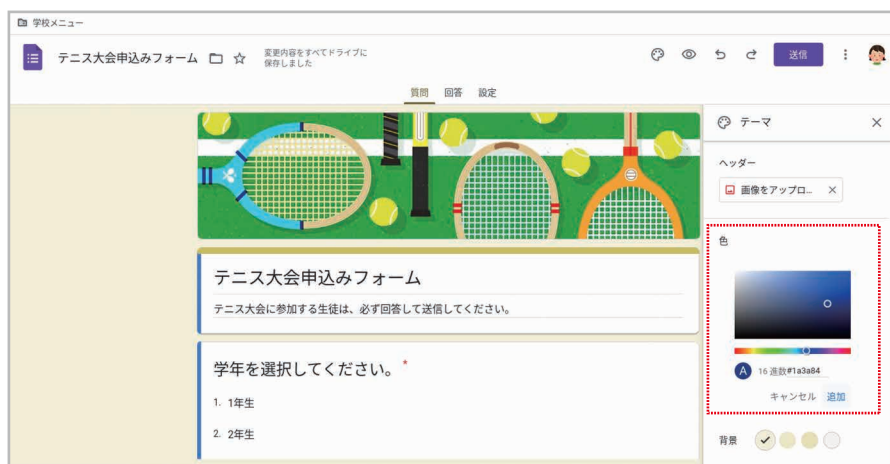 学校メニュー
テニス大会申込みフォーム
変更内容をすべてドライブに
保存しました
送信
質問 回答 設定
テーマ
ヘッダー
画像をアップロ...
色
A 16 進数#1a3a84
キャンセル 追加
背景
テニス大会申込みフォーム
テニス大会に参加する生徒は、必ず回答して送信してください。
学年を選択してください。*
1. 1年生
2. 2年生